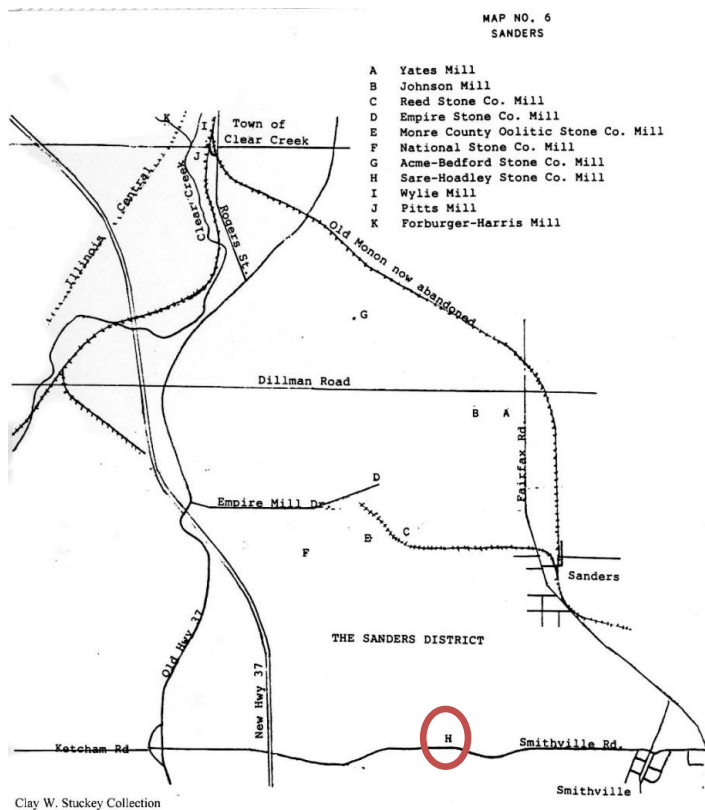 MAP NO. 6
SANDERS
A Yates Mill
B Johnson Mill
C Reed Stone Co. Mill
D Empire Stone Co. Mill
E Monre County Oolitic Stone Co. Mill
F National Stone Co. Mill
G Acme-Bedford Stone Co. Mill
H Sare-Hoadley Stone Co. Mill
I Wylie Mill
J Pitts Mill
K Forburger-Harris Mill
K
I
Town of
Clear Creek
J
Illinois Central
Clear Creek
Rogers St.
Old Monon now abandoned
G
Dillman Road
B
A
Fairfax Rd
D
Empire Mill Dr
E
C
F
Sanders
THE SANDERS DISTRICT
Old Hwy 37
New Hwy 37
H
Ketcham Rd
Smithville Rd.
Smithville
Clay W. Stuckey Collection